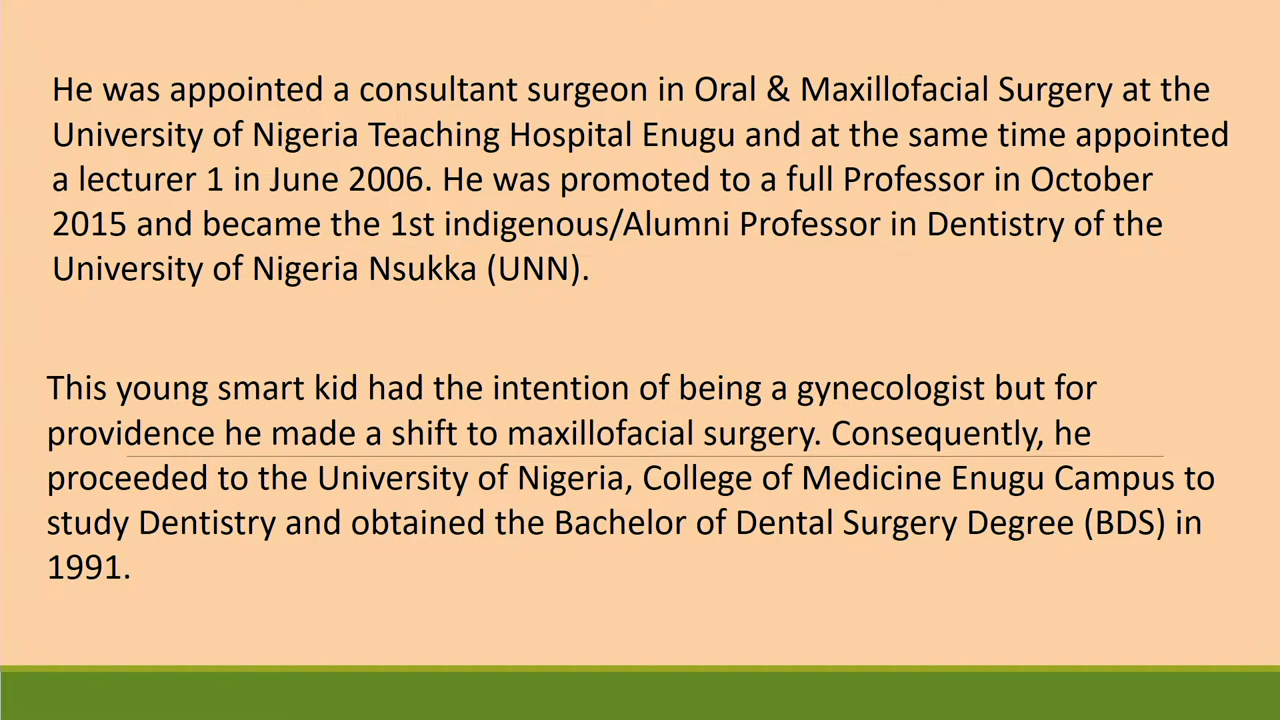 He was appointed a consultant surgeon in Oral & Maxillofacial Surgery at the
University of Nigeria Teaching Hospital Enugu and at the same time appointed
a lecturer 1 in June 2006. He was promoted to a full Professor in October
2015 and became the 1st indigenous/Alumni Professor in Dentistry of the
University of Nigeria Nsukka (UNN).
This young smart kid had the intention of being a gynecologist but for
providence he made a shift to maxillofacial surgery. Consequently, he
proceeded to the University of Nigeria, College of Medicine Enugu Campus to
study Dentistry and obtained the Bachelor of Dental Surgery Degree (BDS) in
1991.